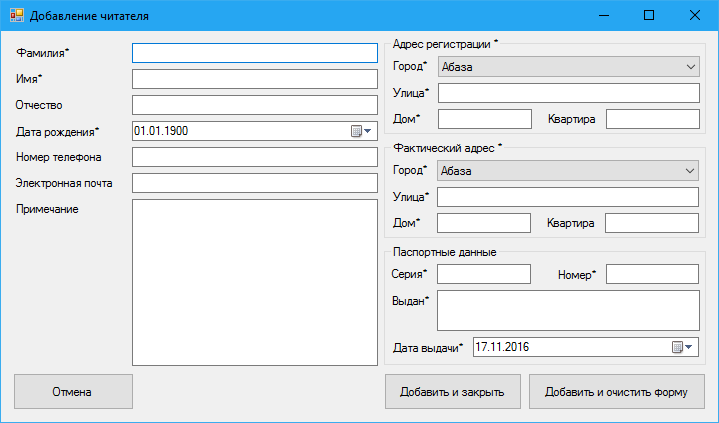 Добавление читателя
Фамилия*
Имя*
Отчество
Дата рождения* 01.01.1900
Номер телефона
Электронная почта
Примечание
Адрес регистрации *
Город* Абаза
Улица*
Дом* Квартира
Фактический адрес *
Город* Абаза
Улица*
Дом* Квартира
Паспортные данные
Серия* Номер*
Выдан*
Дата выдачи* 17.11.2016
Отмена Добавить и закрыть Добавить и очистить форму